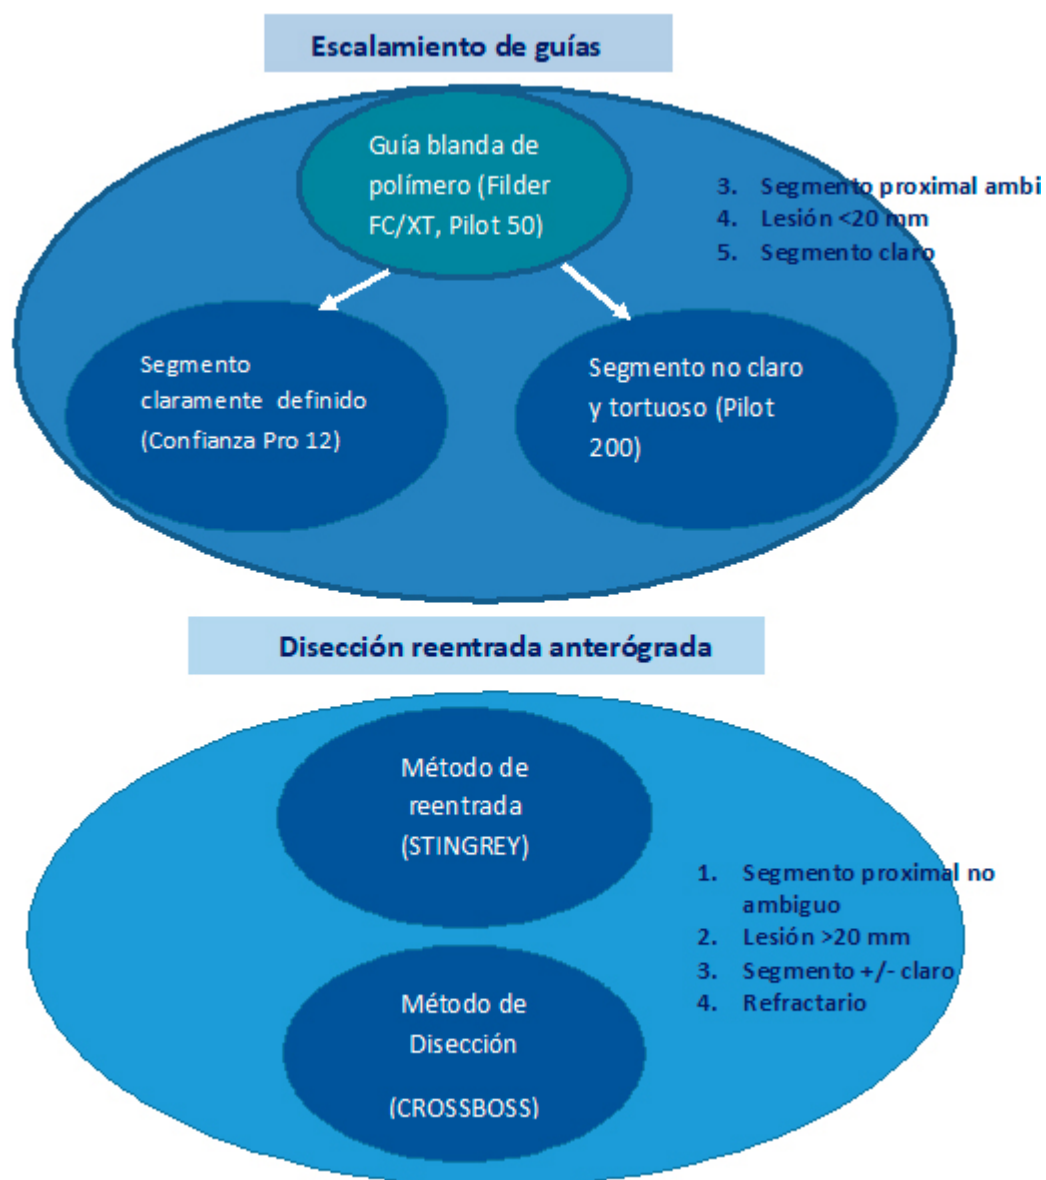 Escalamiento de guías
Guía blanda de
polímero (Filder
FC/XT, Pilot 50)
3. Segmento proximal ambi
4. Lesión <20 mm
5. Segmento claro
Segmento
claramente definido
(Confianza Pro 12)
Segmento no claro
y tortuoso (Pilot
200)
Disección reentrada anterógrada
Método de
reentrada
(STINGREY)
1. Segmento proximal no
ambiguo
2. Lesión >20 mm
3. Segmento +/- claro
4. Refractario
Método de
Disección
(CROSSBOSS)